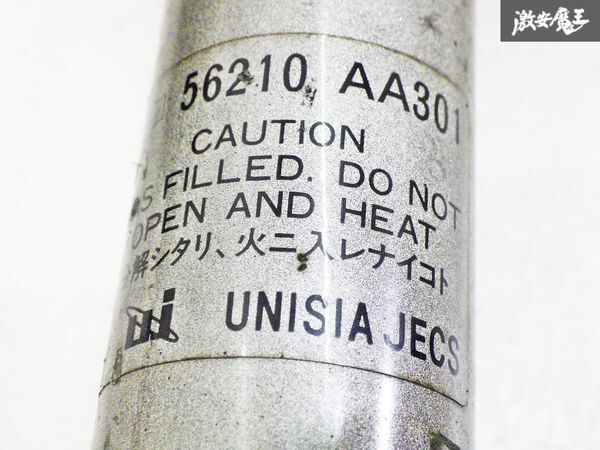 激安魔王
56210 AA301
CAUTION
GAS FILLED. DO NOT
OPEN AND HEAT
解シタリ、火ニ入レナイコト
UNISIA JECS